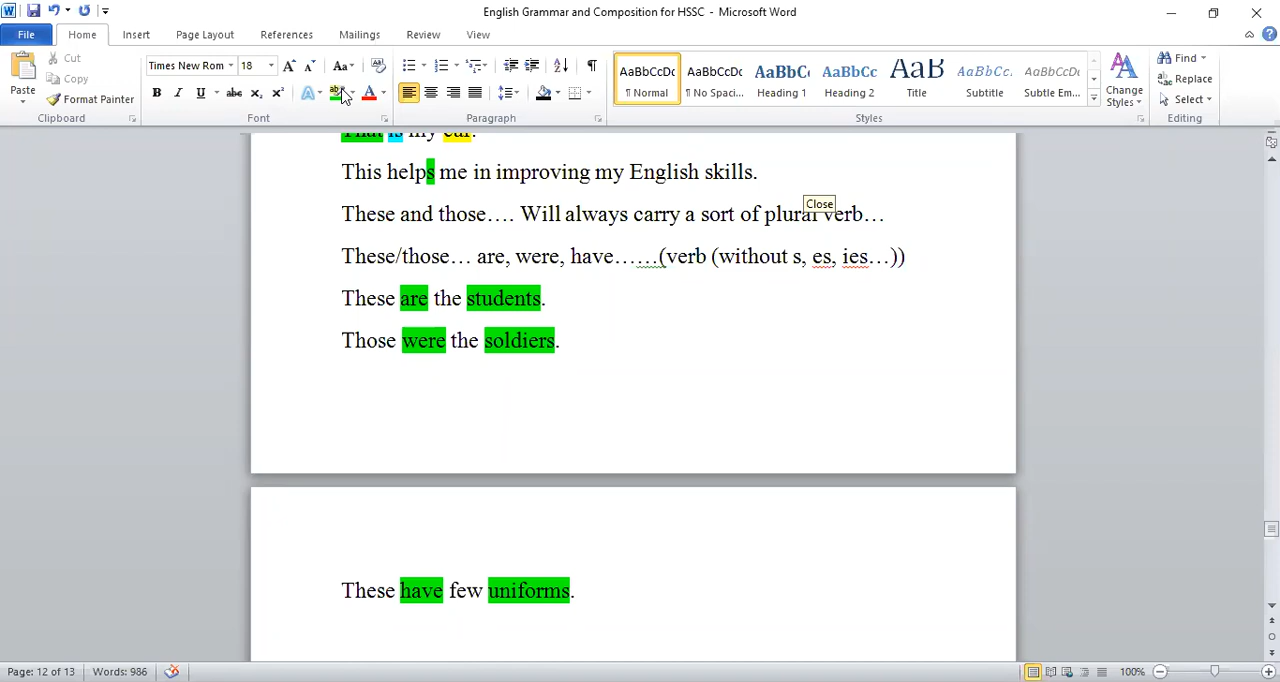 English Grammar and Composition for HSSC - Microsoft Word
File Home Insert Page Layout References Mailings Review View
Paste
Cut
Copy
Format Painter
Clipboard
Times New Rom 18
Font
Paragraph
AaBbCcDc AaBbCcDc AaBbCc AaBbCc AaB AaBbCc. AaBbCcDc
¶ Normal ¶ No Spaci... Heading 1 Heading 2 Title Subtitle Subtle Em...
Styles
Change Styles
Find
Replace
Select
Editing
That is my car.
This helps me in improving my English skills.
These and those…. Will always carry a sort of plural verb…
Close
These/those… are, were, have……(verb (without s, es, ies…))
These are the students.
Those were the soldiers.
These have few uniforms.
Page: 12 of 13 Words: 986 100%